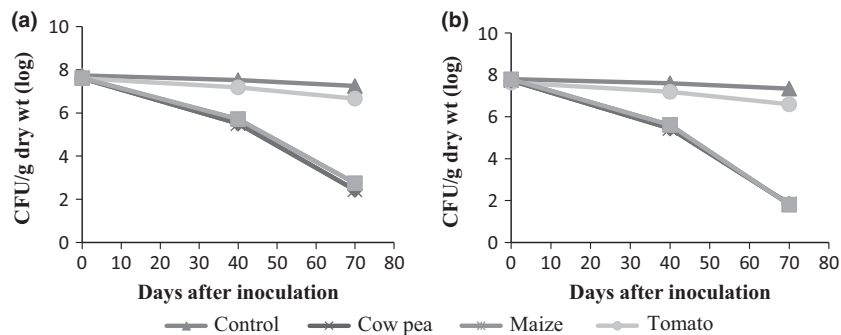 (a)
10
8
6
4
2
0
CFU/g dry wt (log)
0 10 20 30 40 50 60 70 80
Days after inoculation
(b)
10
8
6
4
2
0
CFU/g dry wt (log)
0 10 20 30 40 50 60 70 80
Days after inoculation
Control Cow pea Maize Tomato